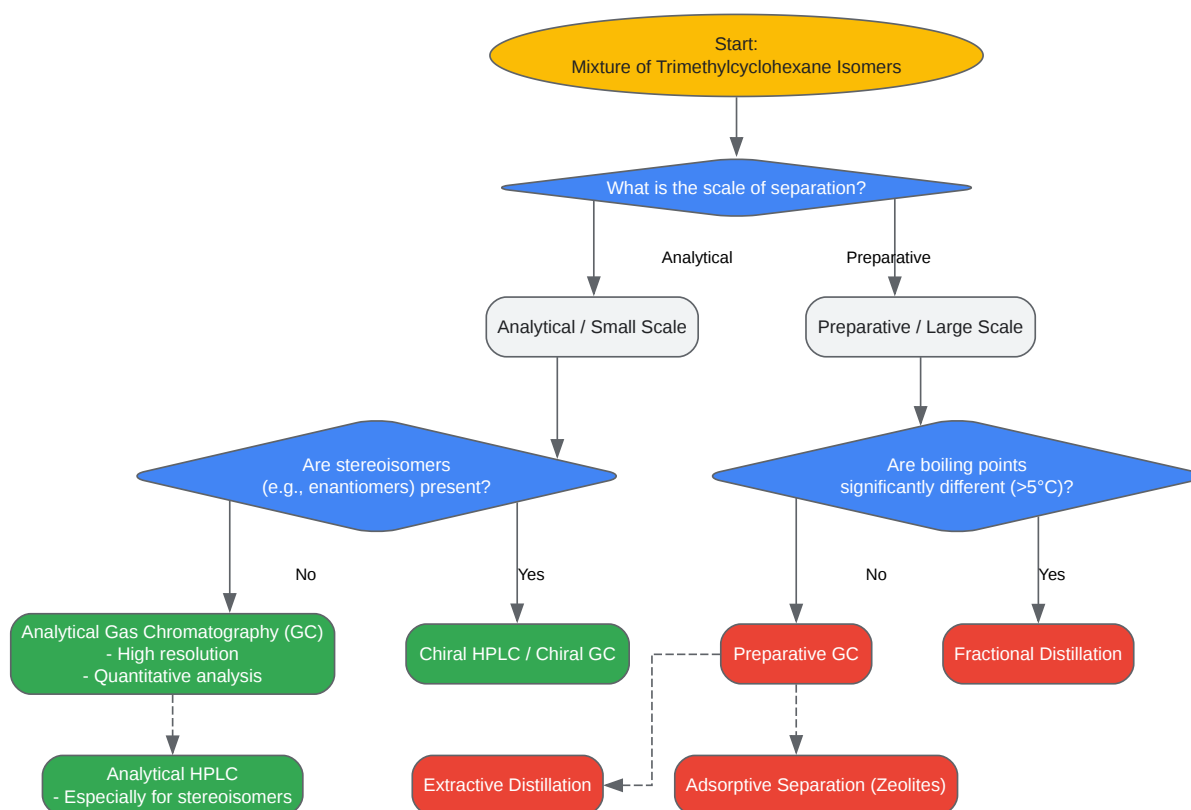 Start:
Mixture of Trimethylcyclohexane Isomers
What is the scale of separation?
Analytical
Preparative
Analytical / Small Scale
Preparative / Large Scale
Are stereoisomers
(e.g., enantiomers) present?
Are boiling points
significantly different (>5°C)?
No
Yes
No
Yes
Analytical Gas Chromatography (GC)
- High resolution
- Quantitative analysis
Chiral HPLC / Chiral GC
Preparative GC
Fractional Distillation
Analytical HPLC
- Especially for stereoisomers
Extractive Distillation
Adsorptive Separation (Zeolites)